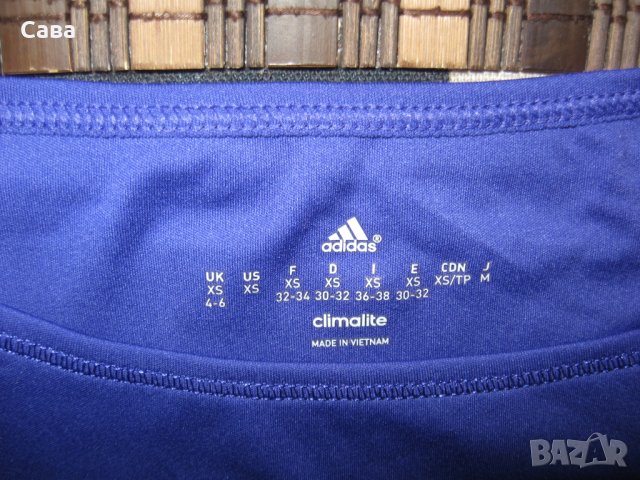 Сава
adidas®
UK US F D I E CDN J
XS XS XS XS XS XS XS/TP M
4-6 32-34 30-32 36-38 30-32
climalite
MADE IN VIETNAM
BAZAR